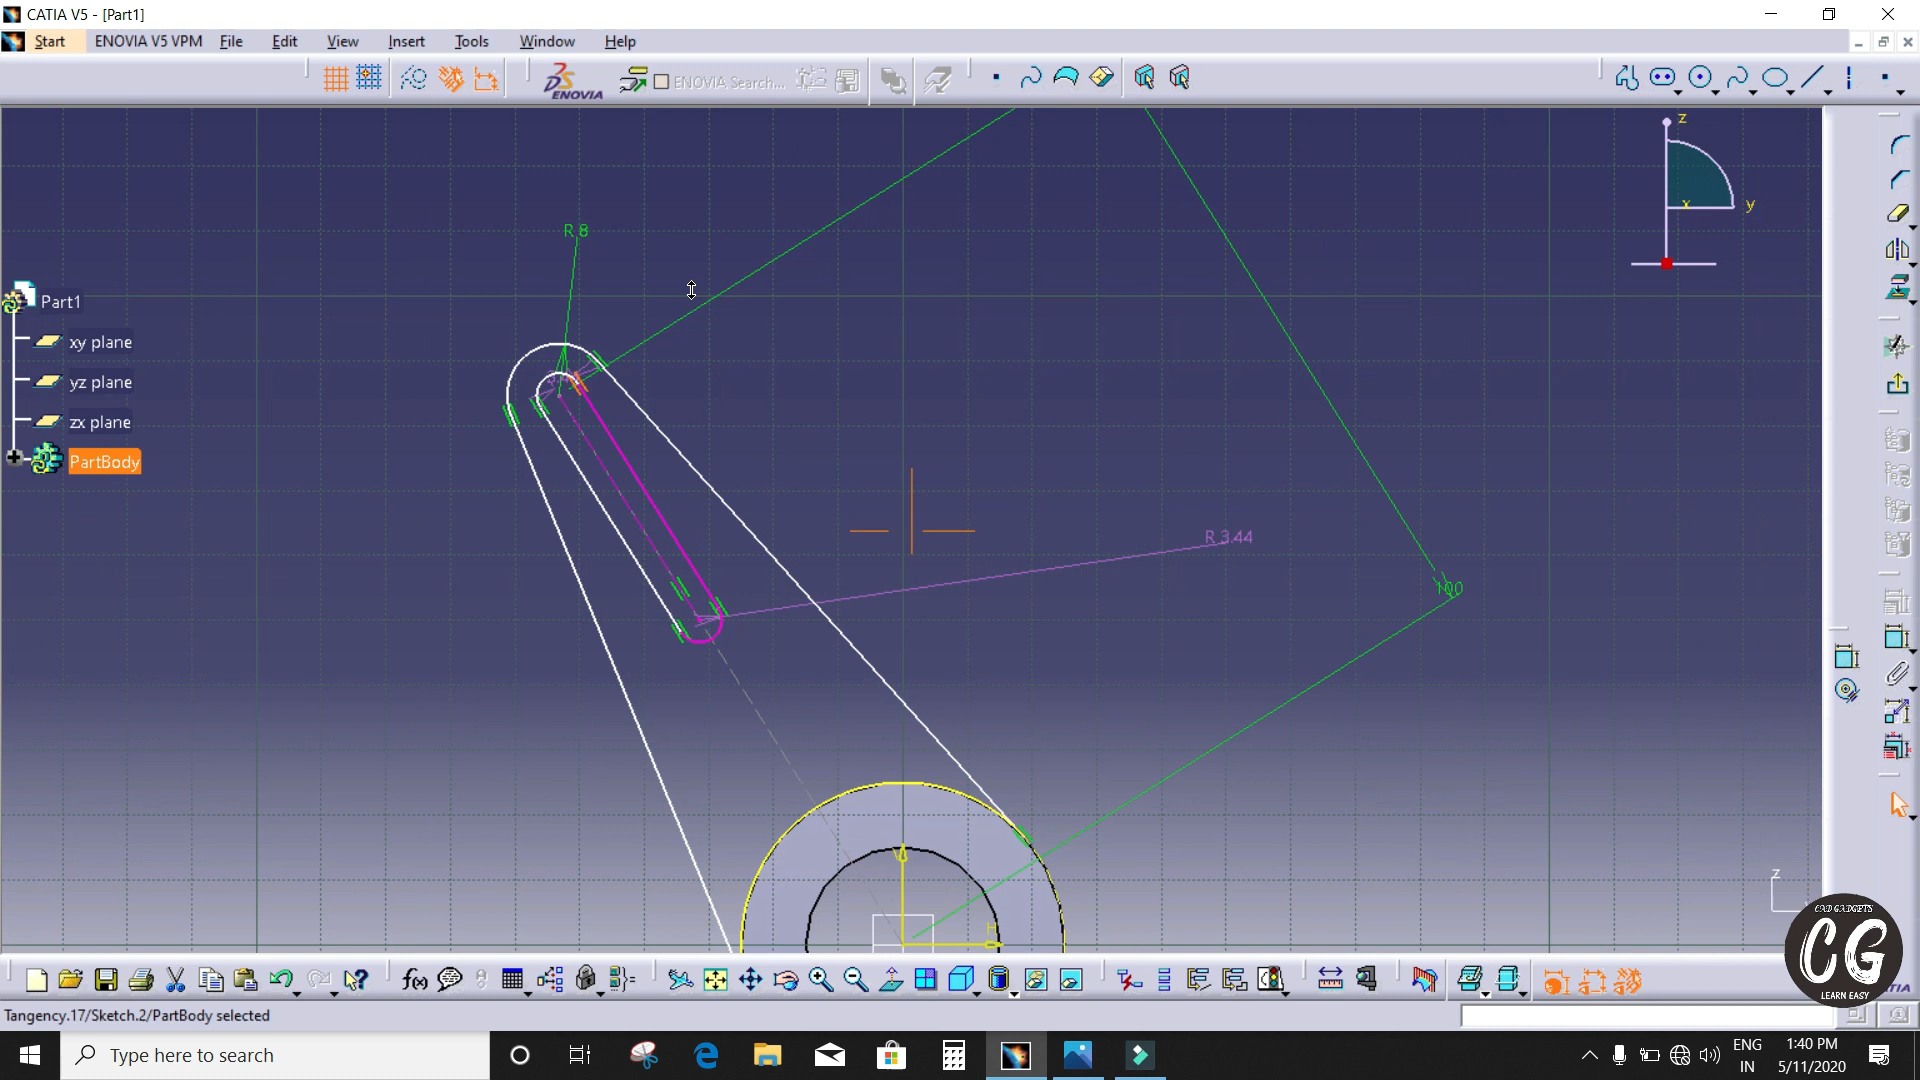 CATIA V5 - [Part1]
Start ENOVIA V5 VPM File Edit View Insert Tools Window Help
ENOVIA
ENOVIA Search...
z
x
y
R 8
Part1
xy plane
yz plane
zx plane
PartBody
R 3.44
100
H
z
CAD GADGETS
CG
LEARN EASY
f(x)
Tangency.17/Sketch.2/PartBody selected
Type here to search
ENG
IN
1:40 PM
5/11/2020